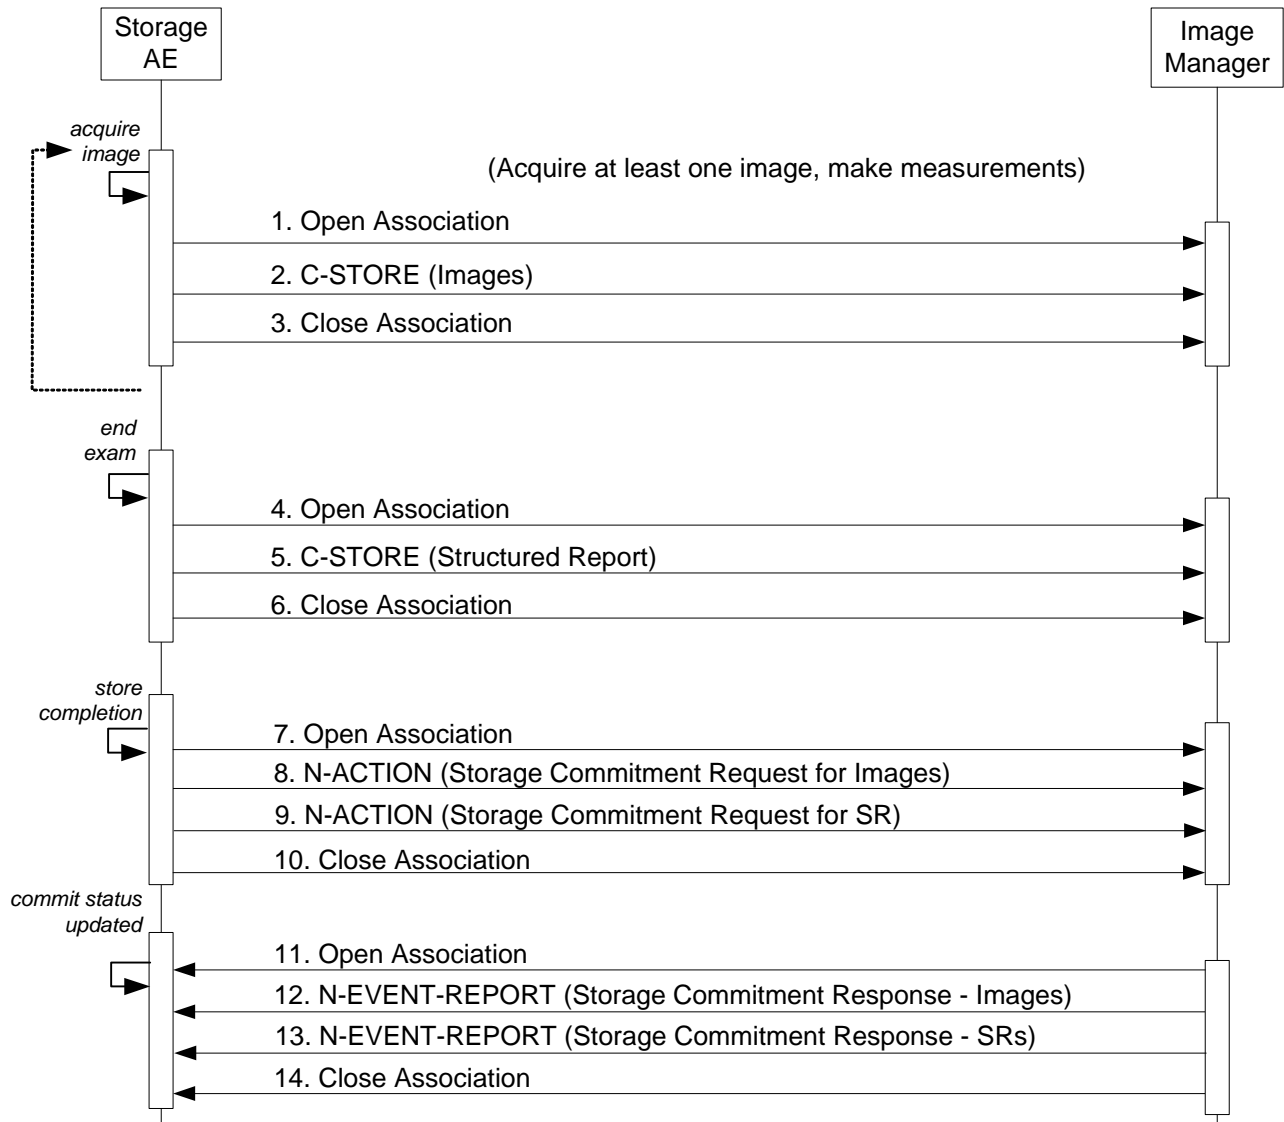 Storage
AE
Image
Manager
acquire
image
(Acquire at least one image, make measurements)
1. Open Association
2. C-STORE (Images)
3. Close Association
end
exam
4. Open Association
5. C-STORE (Structured Report)
6. Close Association
store
completion
7. Open Association
8. N-ACTION (Storage Commitment Request for Images)
9. N-ACTION (Storage Commitment Request for SR)
10. Close Association
commit status
updated
11. Open Association
12. N-EVENT-REPORT (Storage Commitment Response - Images)
13. N-EVENT-REPORT (Storage Commitment Response - SRs)
14. Close Association